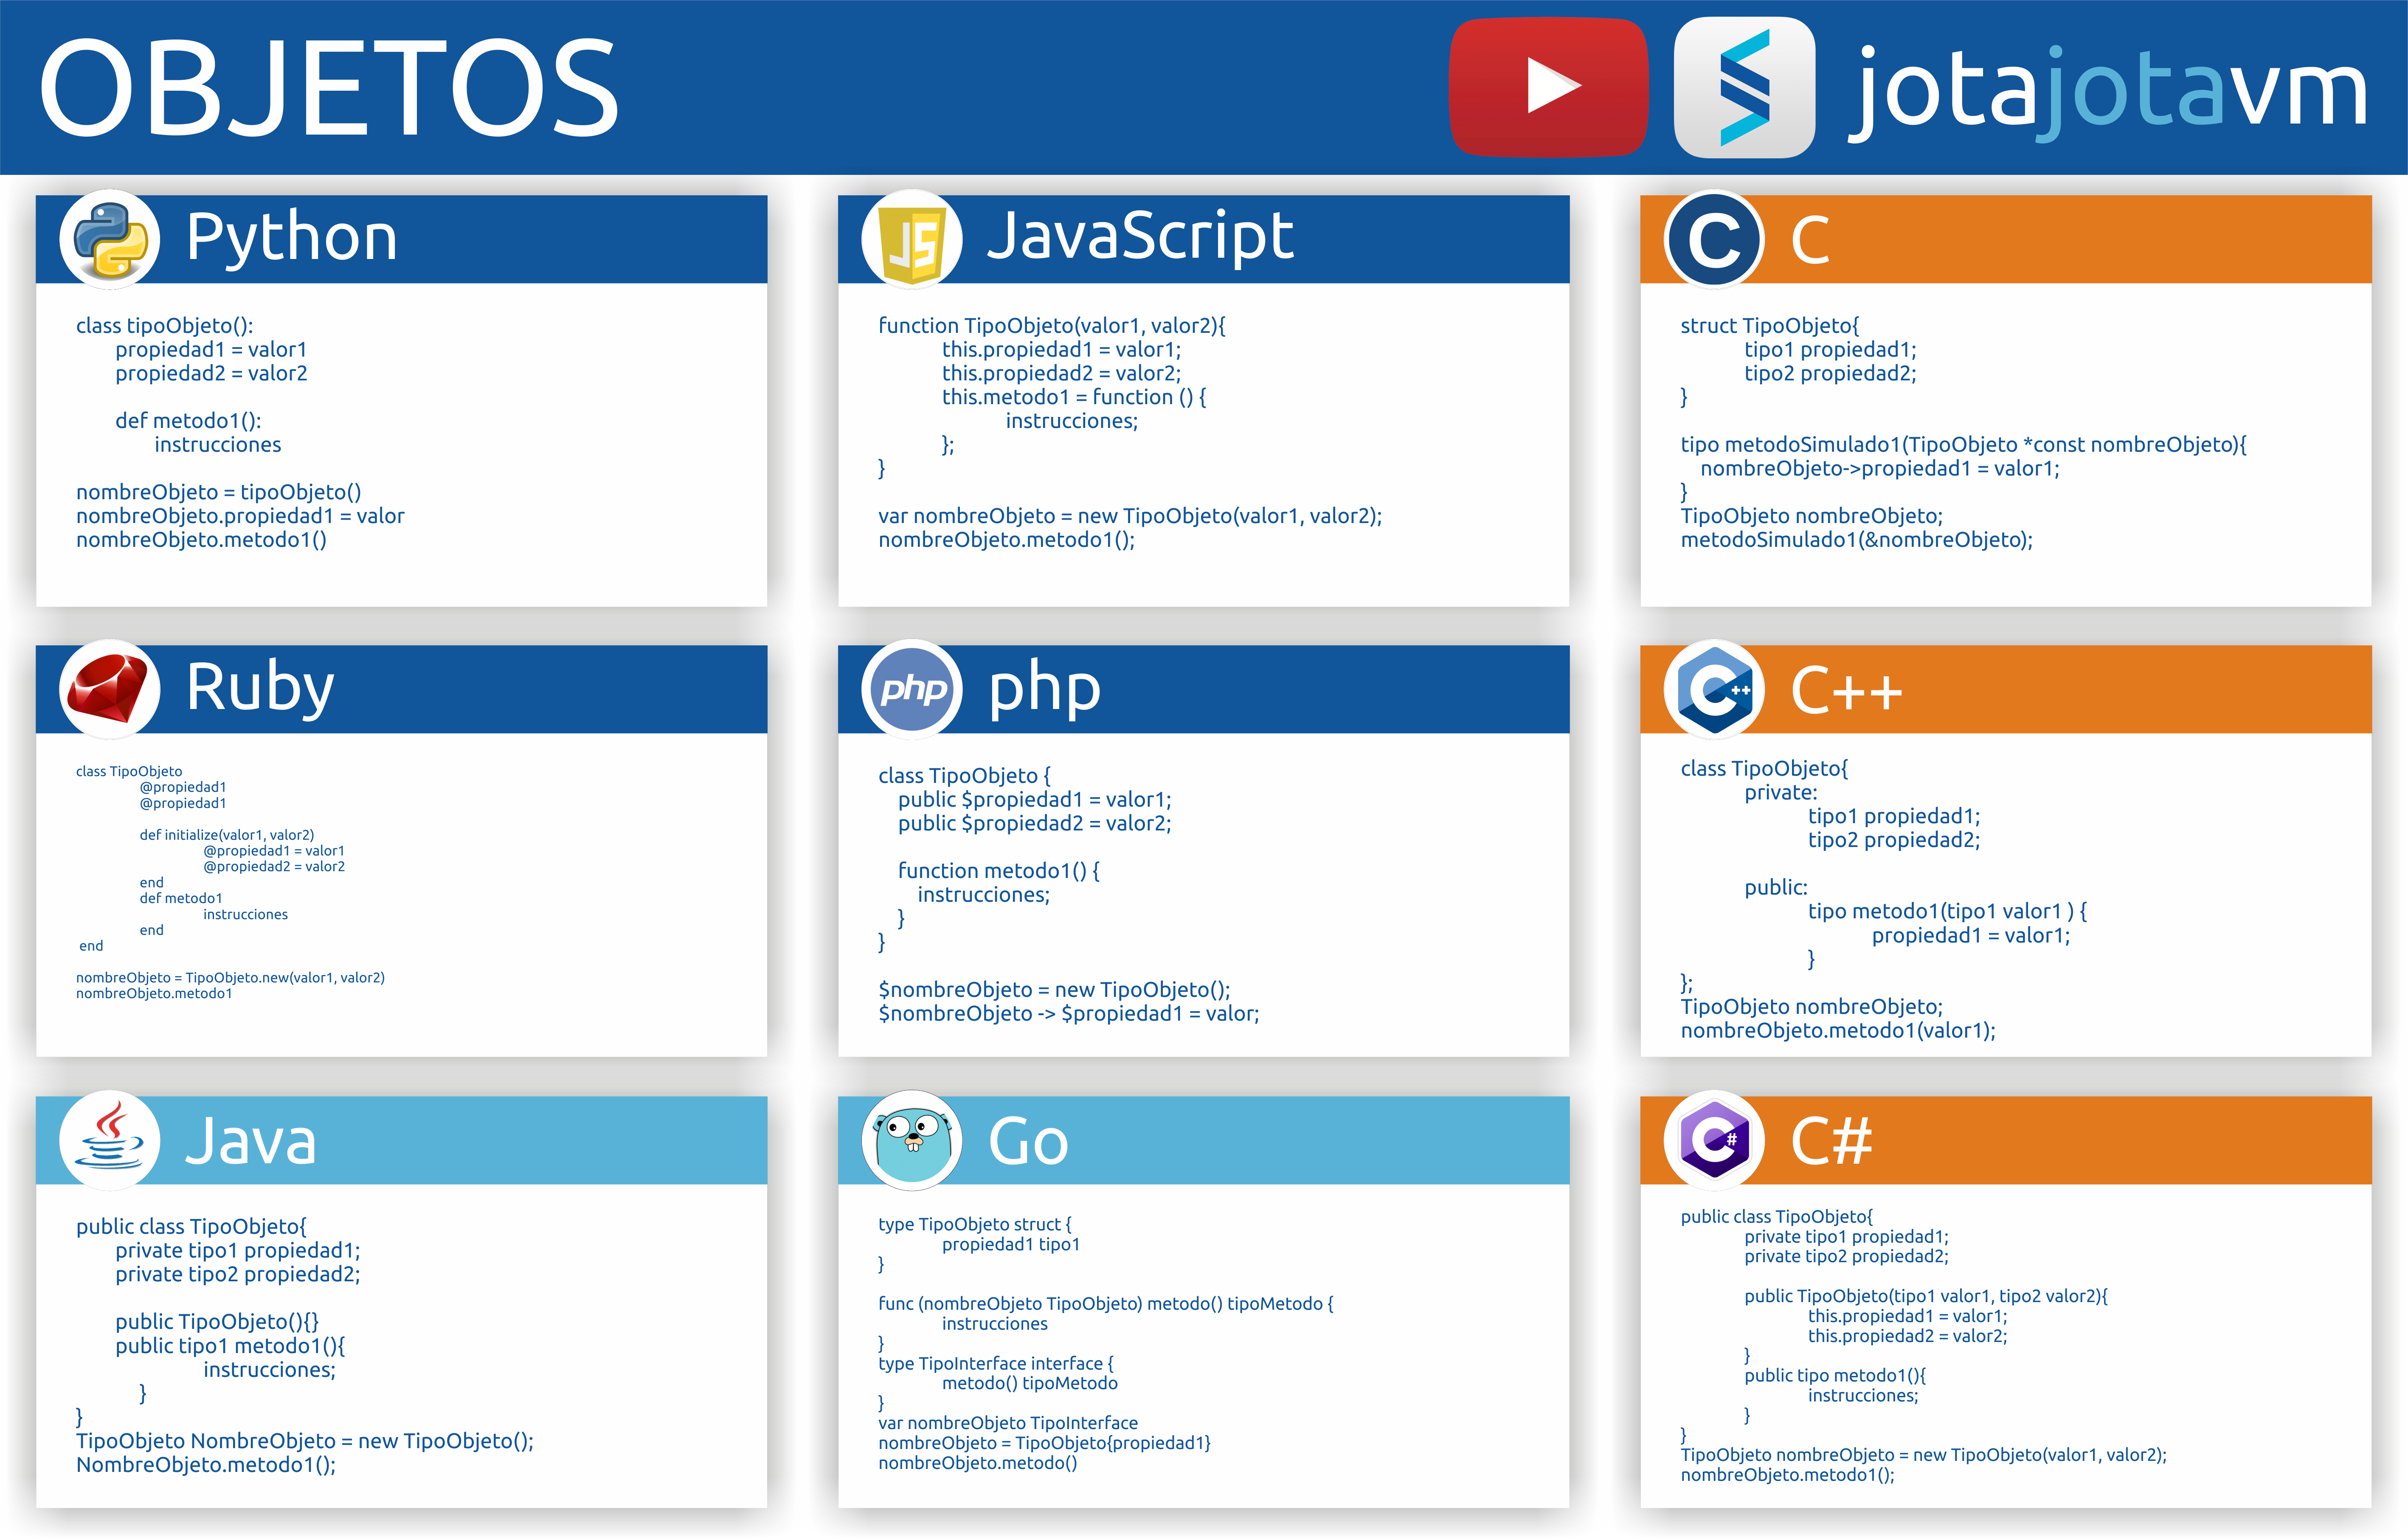 OBJETOS
jotajotavm
Python
class tipoObjeto():
propiedad1 = valor1
propiedad2 = valor2
def metodo1():
instrucciones
nombreObjeto = tipoObjeto()
nombreObjeto.propiedad1 = valor
nombreObjeto.metodo1()
JS
JavaScript
function TipoObjeto(valor1, valor2){
this.propiedad1 = valor1;
this.propiedad2 = valor2;
this.metodo1 = function () {
instrucciones;
};
}
var nombreObjeto = new TipoObjeto(valor1, valor2);
nombreObjeto.metodo1();
C
C
struct TipoObjeto{
tipo1 propiedad1;
tipo2 propiedad2;
}
tipo metodoSimulado1(TipoObjeto *const nombreObjeto){
nombreObjeto->propiedad1 = valor1;
}
TipoObjeto nombreObjeto;
metodoSimulado1(&nombreObjeto);
Ruby
class TipoObjeto
@propiedad1
@propiedad1
def initialize(valor1, valor2)
@propiedad1 = valor1
@propiedad2 = valor2
end
def metodo1
instrucciones
end
end
nombreObjeto = TipoObjeto.new(valor1, valor2)
nombreObjeto.metodo1
php
php
class TipoObjeto {
public $propiedad1 = valor1;
public $propiedad2 = valor2;
function metodo1() {
instrucciones;
}
}
$nombreObjeto = new TipoObjeto();
$nombreObjeto -> $propiedad1 = valor;
C++
C++
class TipoObjeto{
private:
tipo1 propiedad1;
tipo2 propiedad2;
public:
tipo metodo1(tipo1 valor1 ) {
propiedad1 = valor1;
}
};
TipoObjeto nombreObjeto;
nombreObjeto.metodo1(valor1);
Java
public class TipoObjeto{
private tipo1 propiedad1;
private tipo2 propiedad2;
public TipoObjeto(){}
public tipo1 metodo1(){
instrucciones;
}
}
TipoObjeto NombreObjeto = new TipoObjeto();
NombreObjeto.metodo1();
Go
type TipoObjeto struct {
propiedad1 tipo1
}
func (nombreObjeto TipoObjeto) metodo() tipoMetodo {
instrucciones
}
type TipoInterface interface {
metodo() tipoMetodo
}
var nombreObjeto TipoInterface
nombreObjeto = TipoObjeto{propiedad1}
nombreObjeto.metodo()
C#
C#
public class TipoObjeto{
private tipo1 propiedad1;
private tipo2 propiedad2;
public TipoObjeto(tipo1 valor1, tipo2 valor2){
this.propiedad1 = valor1;
this.propiedad2 = valor2;
}
public tipo metodo1(){
instrucciones;
}
}
TipoObjeto nombreObjeto = new TipoObjeto(valor1, valor2);
nombreObjeto.metodo1();